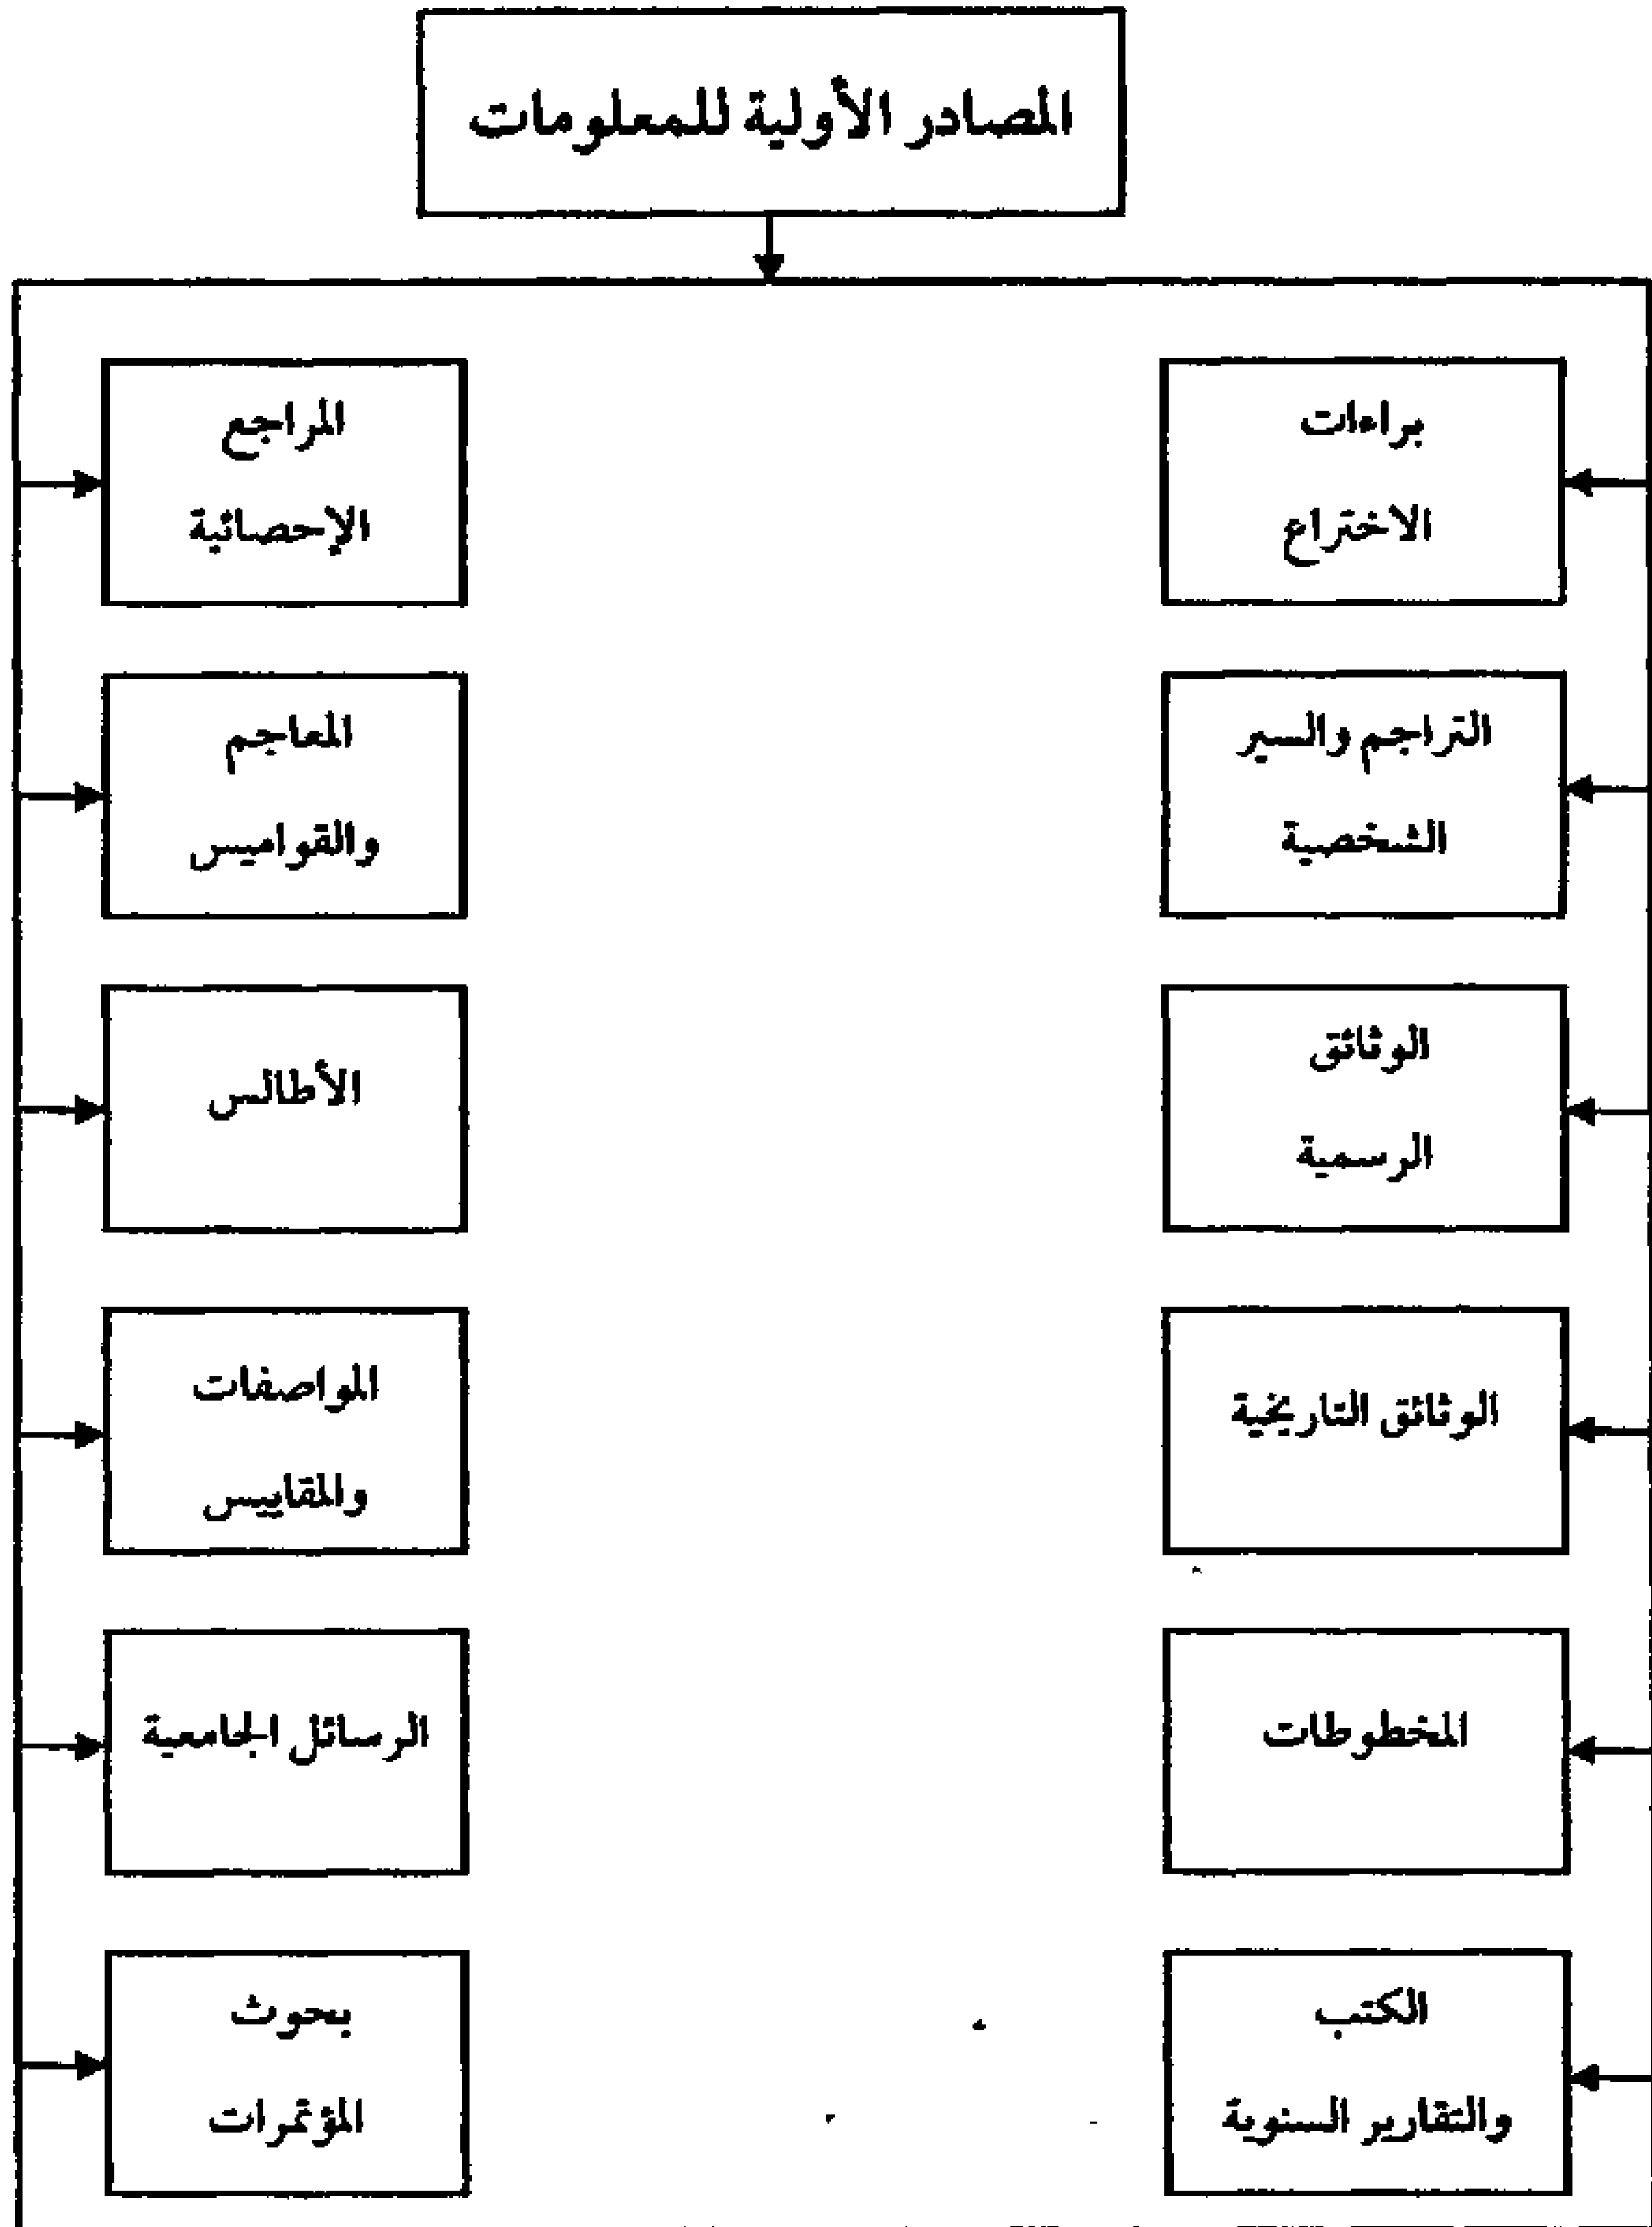 المصادر الأولية للمعلومات
براءات
الاختراع
المراجع
الإحصائية
التراجم والسير
الشخصية
المعاجم
والقواميس
الوثائق
الرسمية
الأطالس
الوثائق التاريخية
المواصفات
والمقاييس
المخطوطات
الرسائل الجامعية
الكتب
والتقارير السنوية
بحوث
المؤتمرات